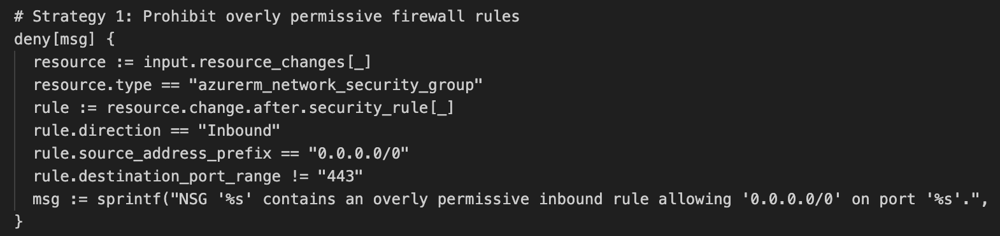 # Strategy 1: Prohibit overly permissive firewall rules
deny[msg] {
  resource := input.resource_changes[_]
  resource.type == "azurerm_network_security_group"
  rule := resource.change.after.security_rule[_]
  rule.direction == "Inbound"
  rule.source_address_prefix == "0.0.0.0/0"
  rule.destination_port_range != "443"
  msg := sprintf("NSG '%s' contains an overly permissive inbound rule allowing '0.0.0.0/0' on port '%s'.",
}